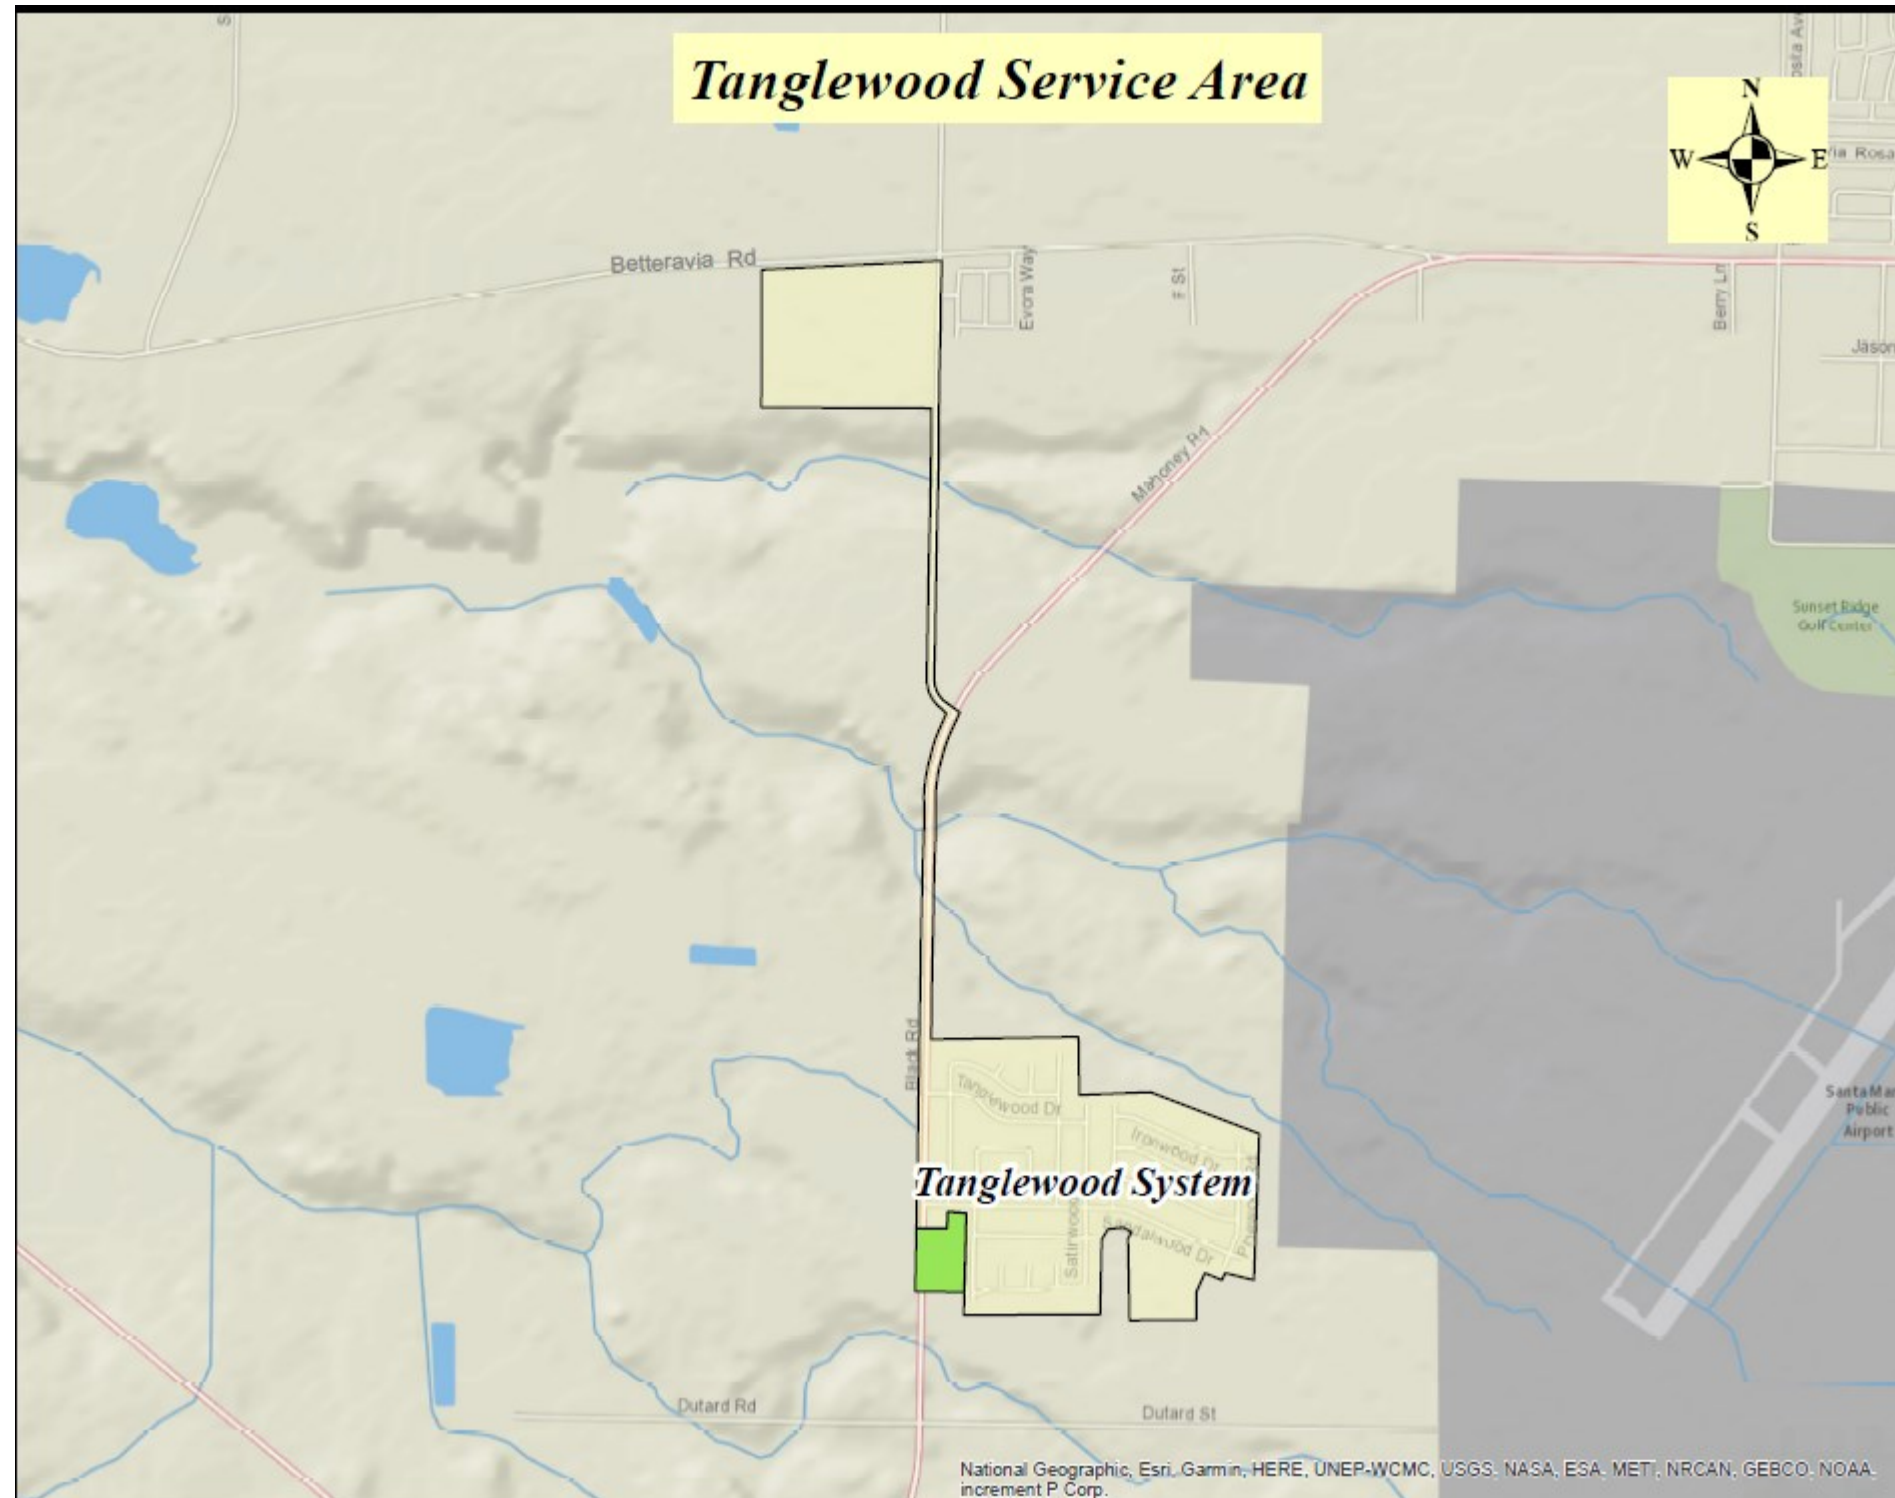 Tanglewood Service Area
N
W
E
S
Betteravia Rd
Evora Way
F St
Berry Ln
Jason
Mahoney Rd
Sunset Ridge
Golf Center
Black Rd
Tanglewood Dr
Ironwood Dr
Tanglewood System
Sandalwood Dr
Santa Mar
Public
Airport
Dutard Rd
Dutard St
National Geographic, Esri, Garmin, HERE, UNEP-WCMC, USGS, NASA, ESA, METI, NRCAN, GEBCO, NOAA,
increment P Corp.